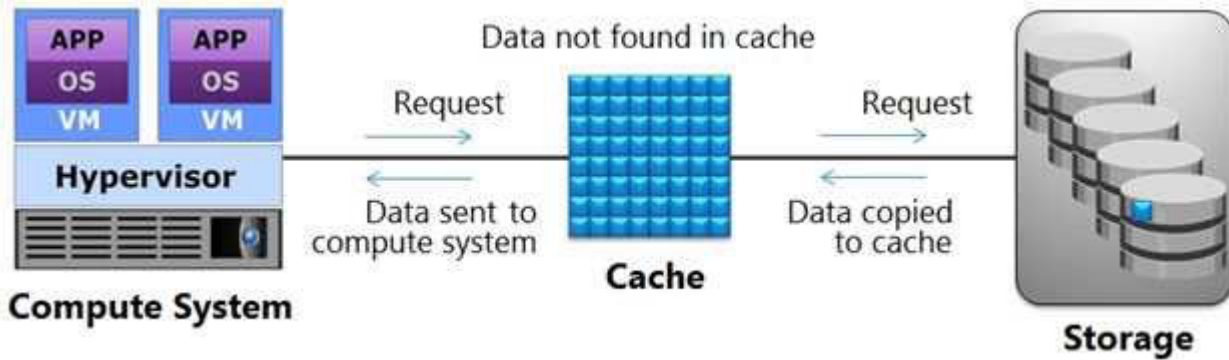 APP
OS
VM
APP
OS
VM
Hypervisor
Compute System
Request
Data sent to
compute system
Data not found in cache
Cache
Request
Data copied
to cache
Storage